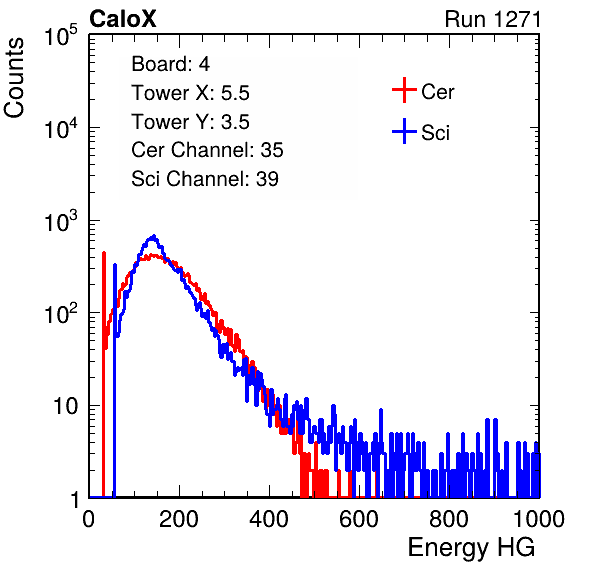 CaloX
Run 1271
Counts
10^5
10^4
10^3
10^2
10
1
Board: 4
Tower X: 5.5
Tower Y: 3.5
Cer Channel: 35
Sci Channel: 39
Cer
Sci
0 200 400 600 800 1000
Energy HG